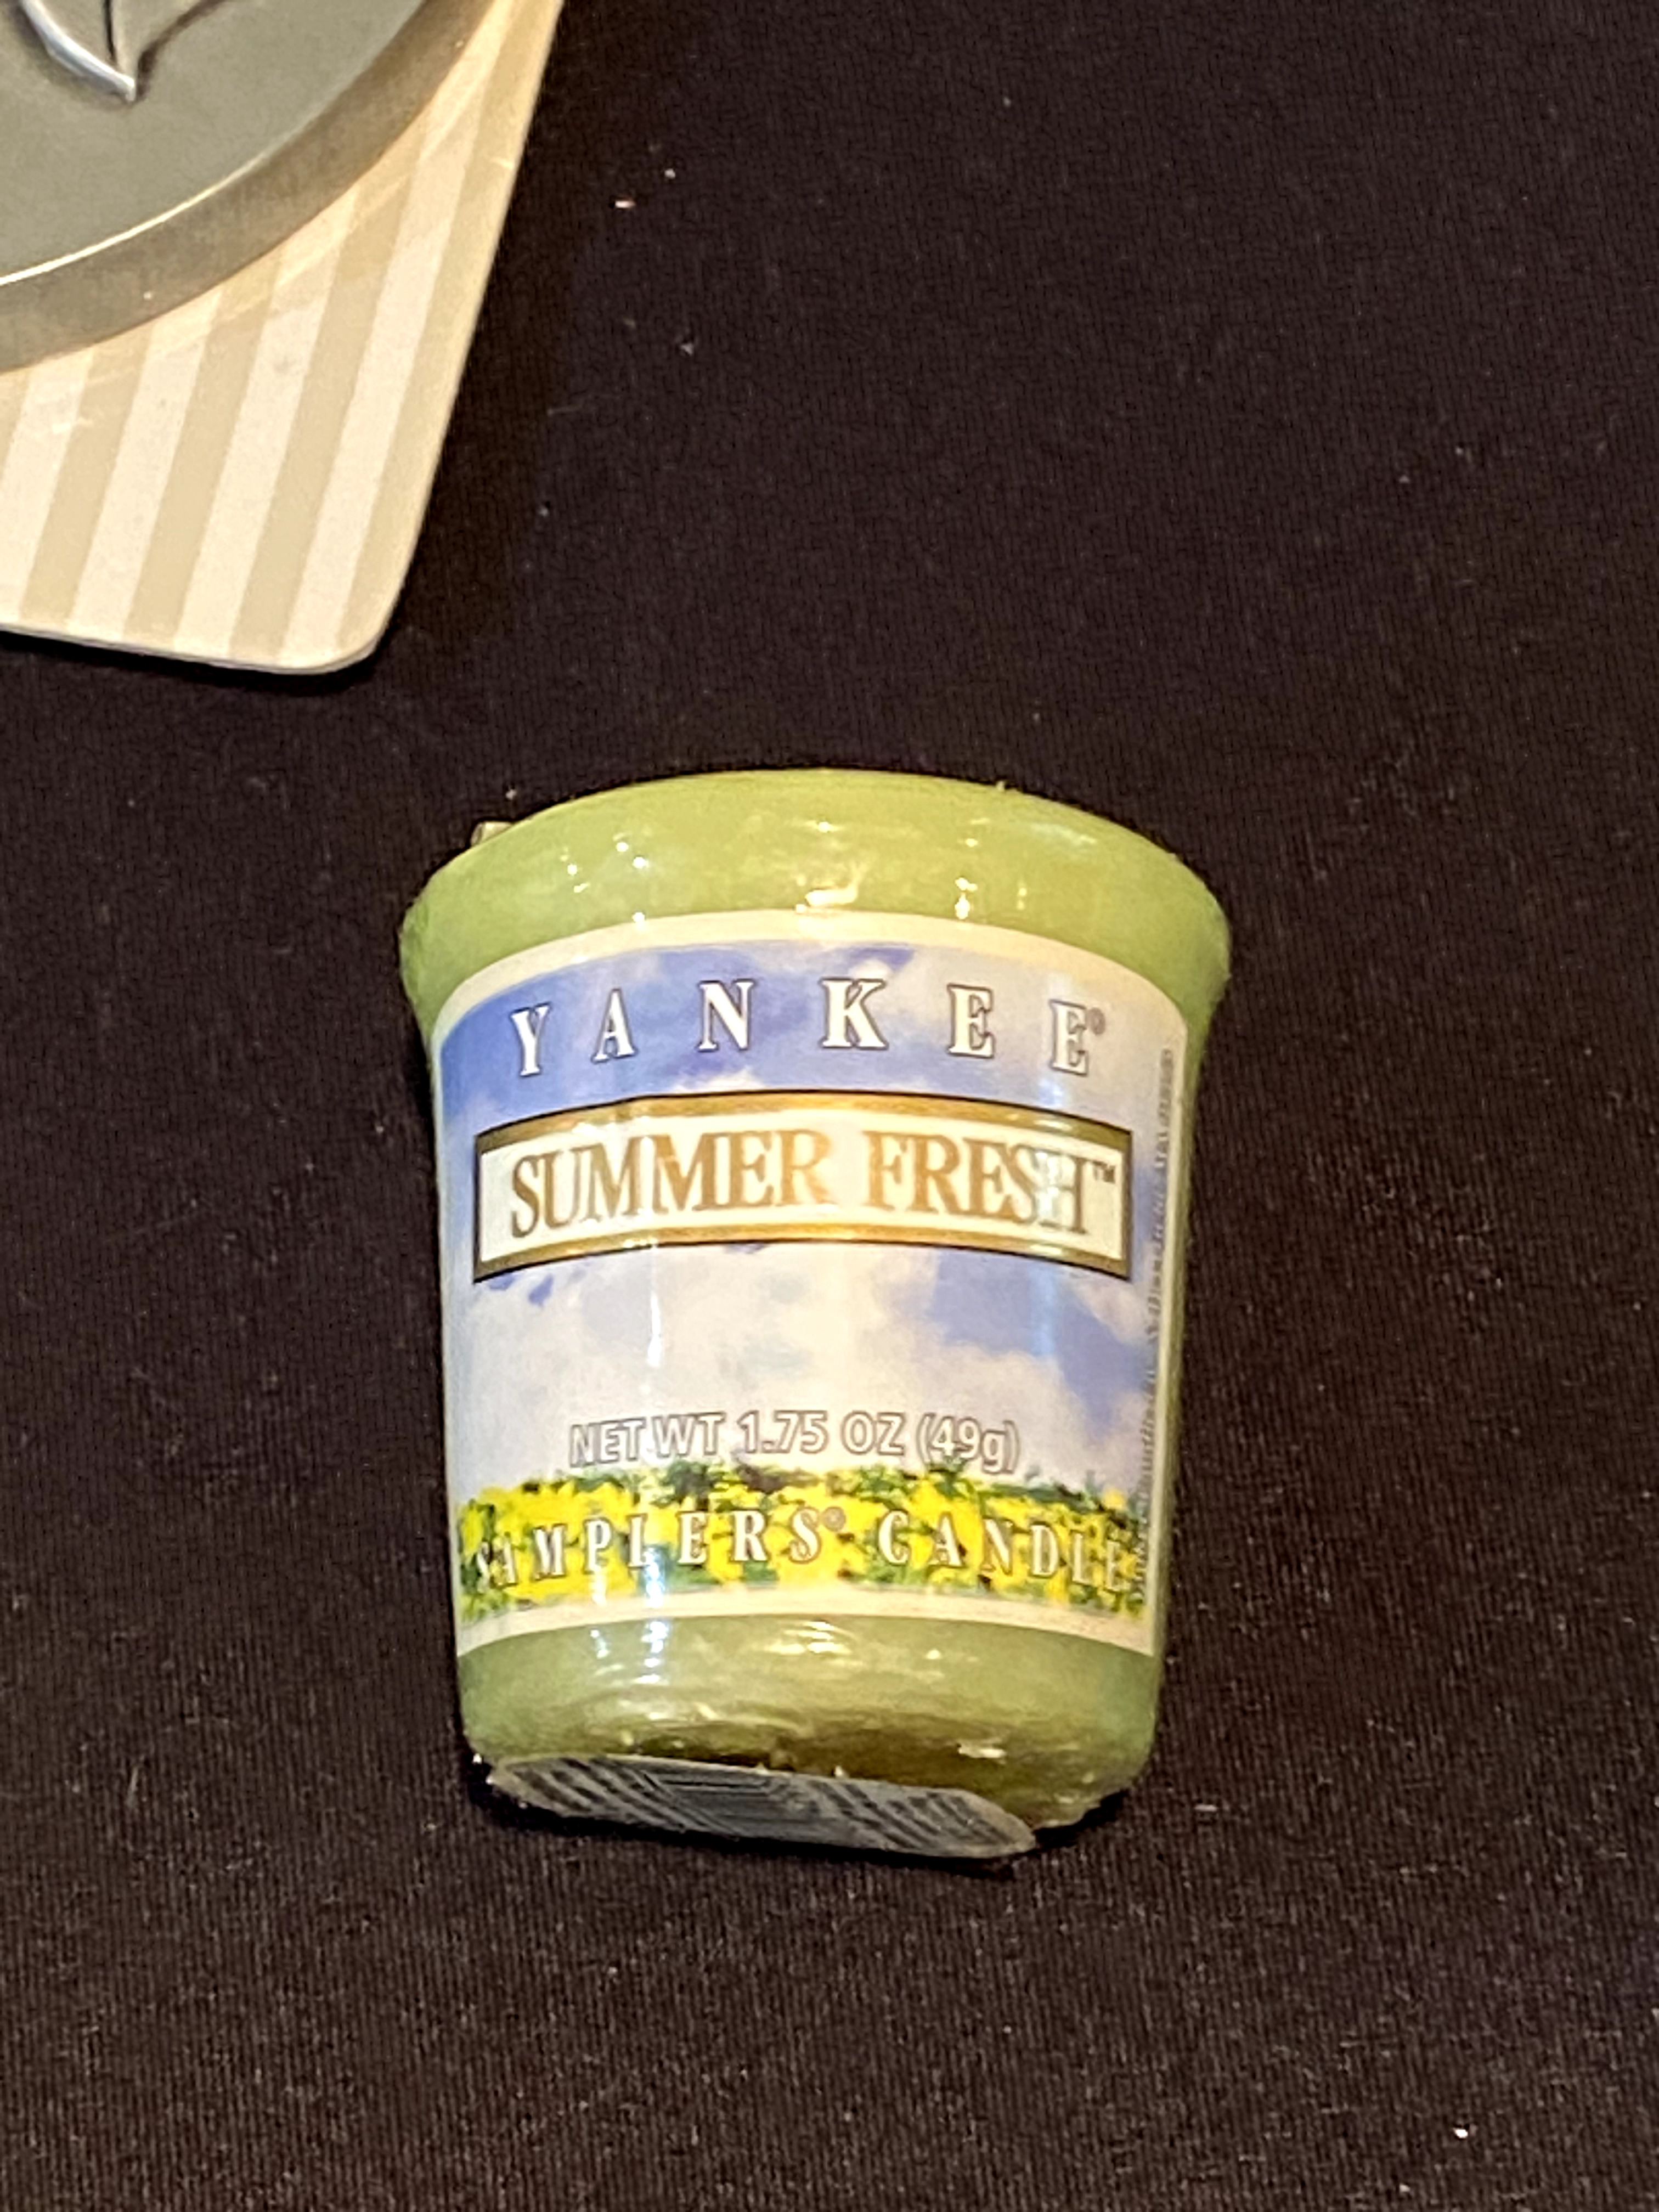 YANKEE®
SUMMER FRESH™
NET WT 1.75 OZ (49g)
SAMPLERS® CANDLE